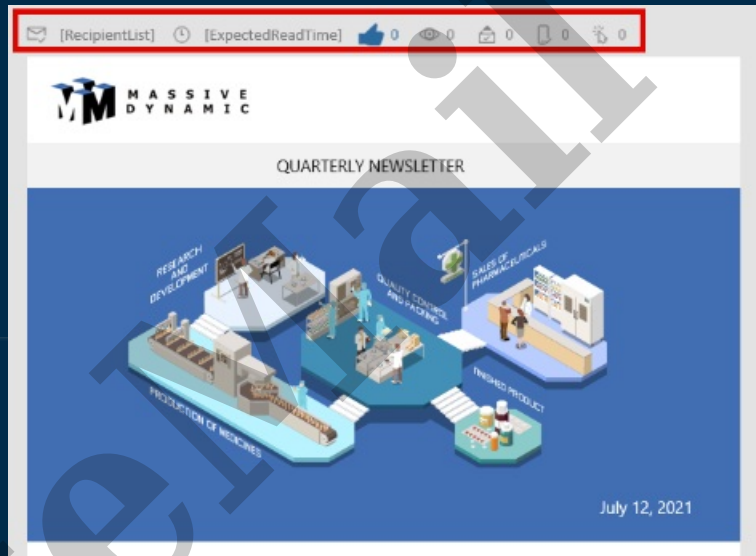 [RecipientList] [ExpectedReadTime] 0 0 0 0 0
MASSIVE
DYNAMIC
QUARTERLY NEWSLETTER
RESEARCH
AND
DEVELOPMENT
QUALITY CONTROL
AND PACKING
SALES OF
PHARMACEUTICALS
PRODUCTION OF MEDICINES
FINISHED PRODUCT
July 12, 2021
eMail